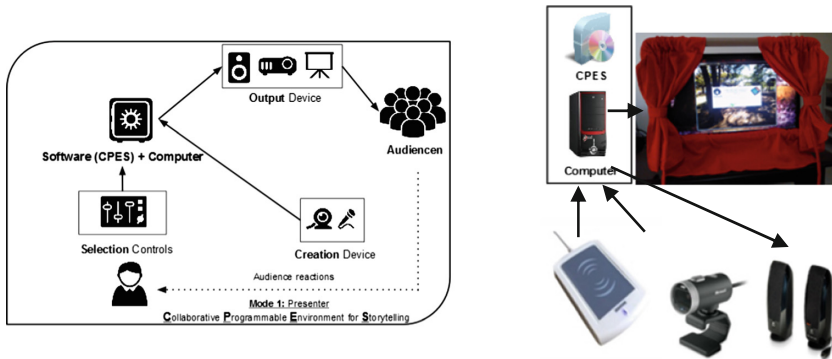 Output Device
Audiencen
Software (CPES) + Computer
Selection Controls
Creation Device
Audience reactions
Mode 1: Presenter
Collaborative Programmable Environment for Storytelling
CPES
Computer